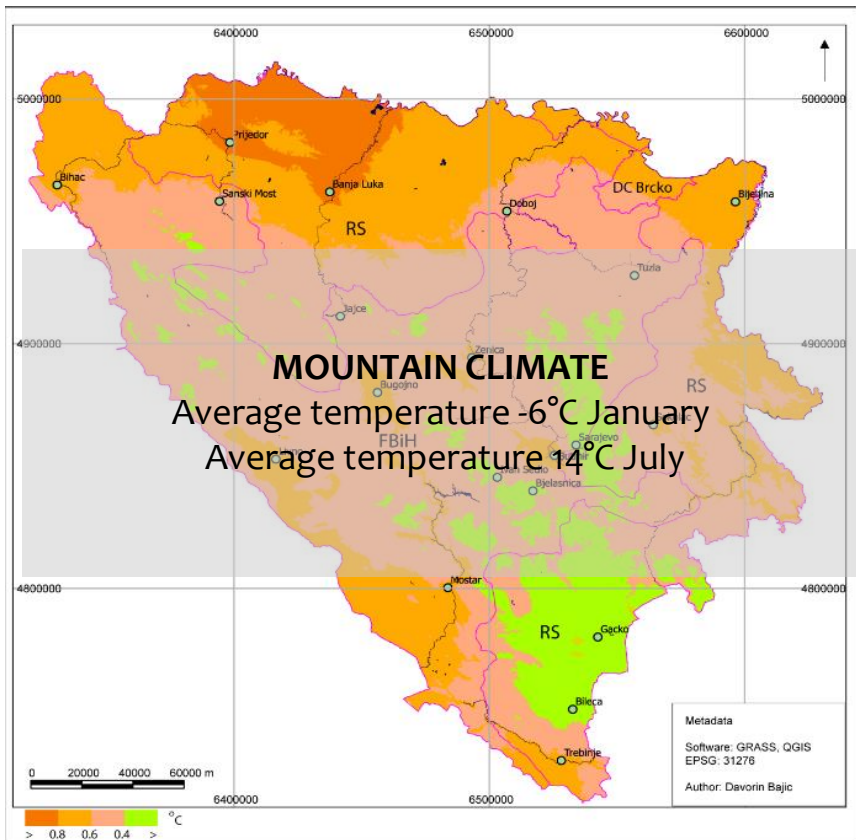 6400000 6500000 6600000
5000000 5000000
Prijedor
Bihac
Sanski Most
Banja Luka
DC Brcko
Bijeljina
Doboj
RS
Tuzla
Jajce
4900000 4900000
Zenica
MOUNTAIN CLIMATE
RS
Bugojno
Average temperature -6°C January
FBiH
Sarajevo
Average temperature 14°C July
Ivan Sedlo
Bjelasnica
4800000 4800000
Mostar
RS
Gacko
Bileca
Metadata
Software: GRASS, QGIS
EPSG: 31276
Author: Davorin Bajic
Trebinje
0 20000 40000 60000 m
6400000 6500000
°C
> 0.8 0.6 0.4 >